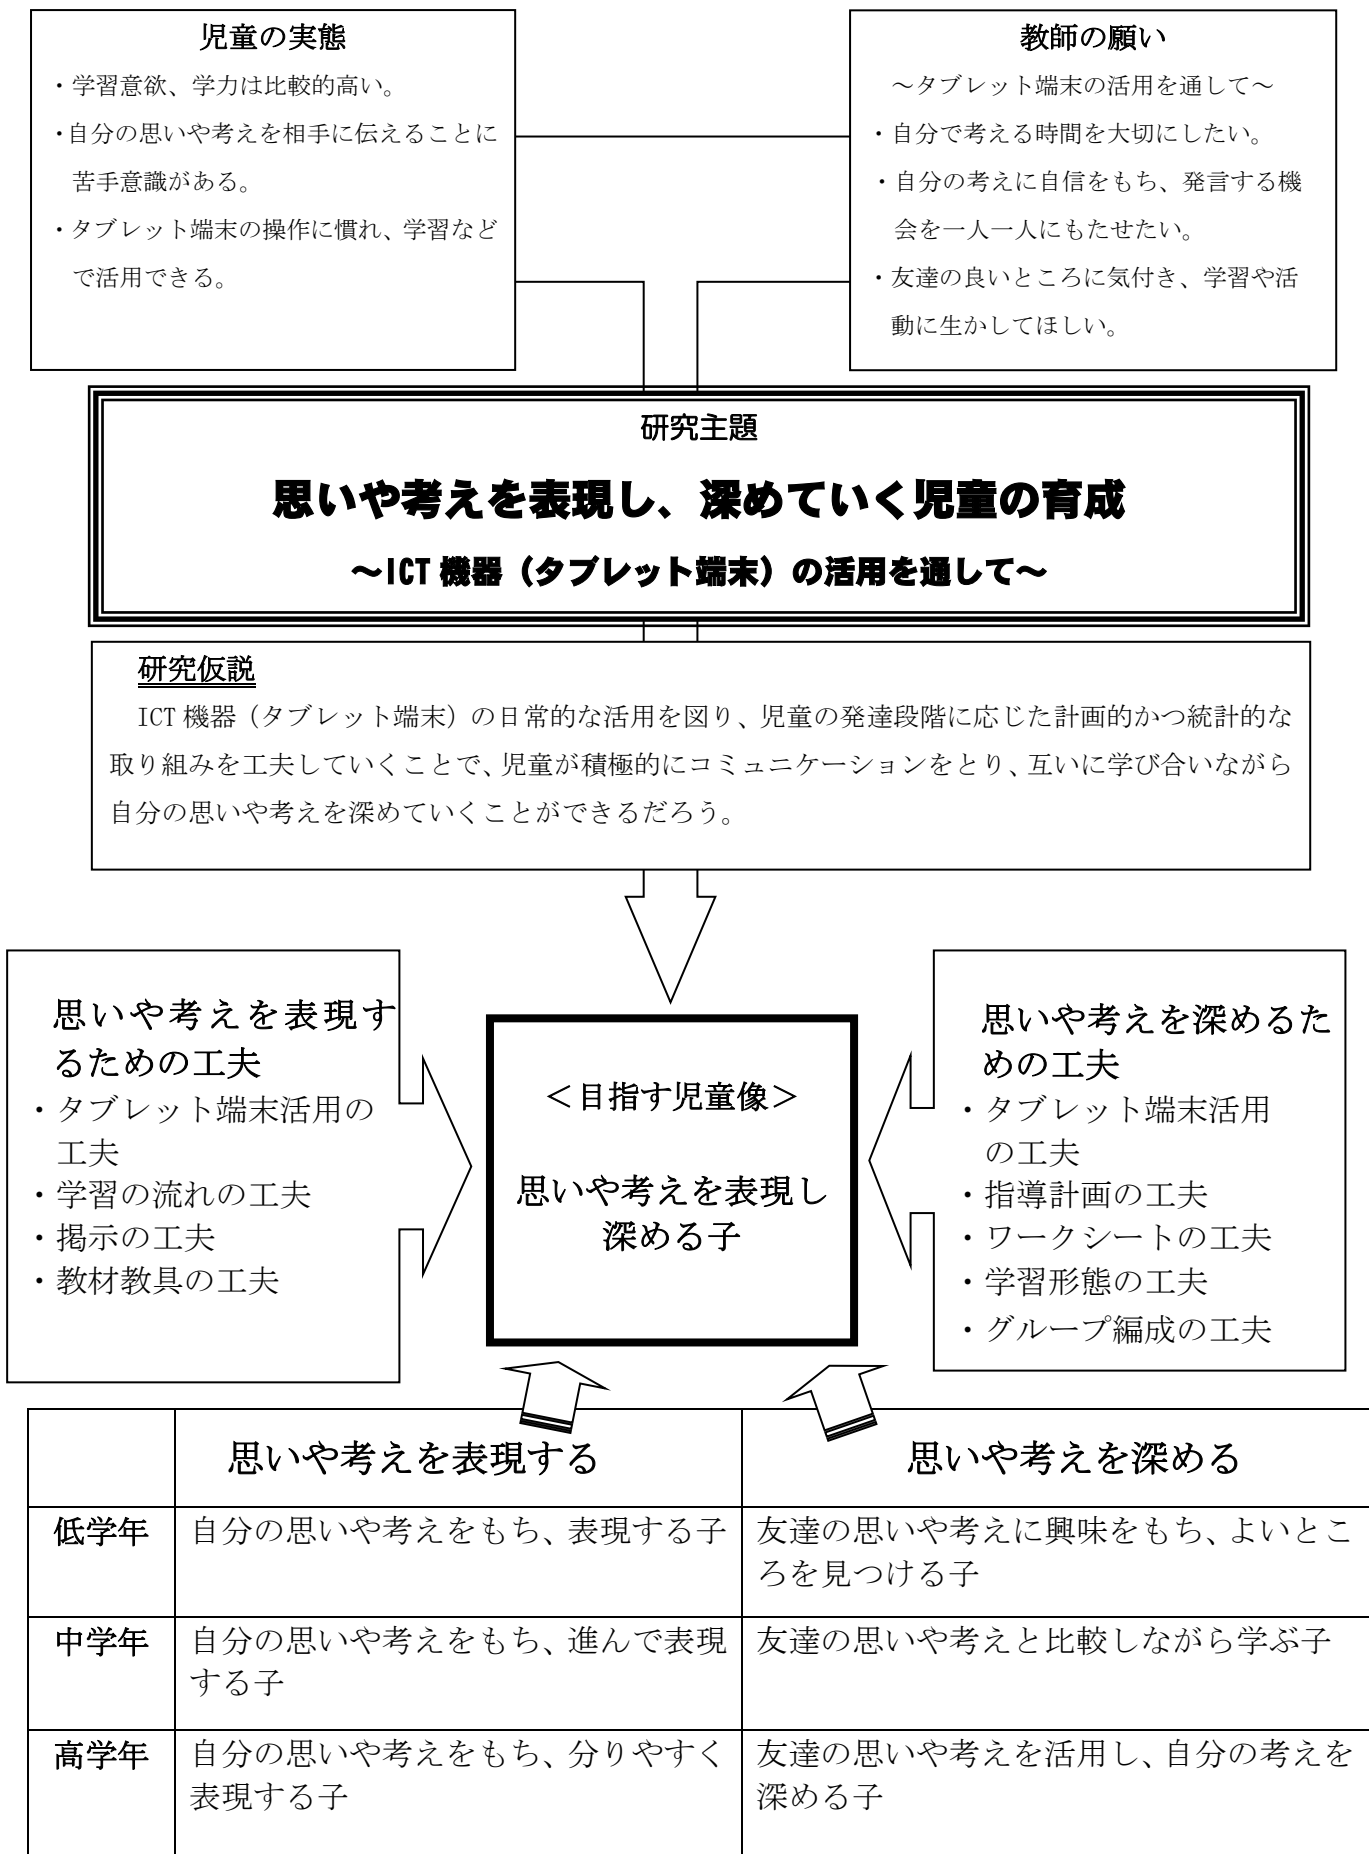 児童の実態
・学習意欲、学力は比較的高い。
・自分の思いや考えを相手に伝えることに
苦手意識がある。
・タブレット端末の操作に慣れ、学習など
で活用できる。
教師の願い
～タブレット端末の活用を通して～
・自分で考える時間を大切にしたい。
・自分の考えに自信をもち、発言する機
会を一人一人にもたせたい。
・友達の良いところに気付き、学習や活
動に生かしてほしい。
研究主題
思いや考えを表現し、深めていく児童の育成
～ICT 機器（タブレット端末）の活用を通して～
研究仮説
ICT 機器（タブレット端末）の日常的な活用を図り、児童の発達段階に応じた計画的かつ統計的な
取り組みを工夫していくことで、児童が積極的にコミュニケーションをとり、互いに学び合いながら
自分の思いや考えを深めていくことができるだろう。
思いや考えを表現す
るための工夫
・タブレット端末活用の
工夫
・学習の流れの工夫
・掲示の工夫
・教材教具の工夫
＜目指す児童像＞
思いや考えを表現し
深める子
思いや考えを深めるた
めの工夫
・タブレット端末活用
の工夫
・指導計画の工夫
・ワークシートの工夫
・学習形態の工夫
・グループ編成の工夫
思いや考えを表現する
思いや考えを深める
低学年
自分の思いや考えをもち、表現する子
友達の思いや考えに興味をもち、よいとこ
ろを見つける子
中学年
自分の思いや考えをもち、進んで表現
する子
友達の思いや考えと比較しながら学ぶ子
高学年
自分の思いや考えをもち、分りやすく
表現する子
友達の思いや考えを活用し、自分の考えを
深める子